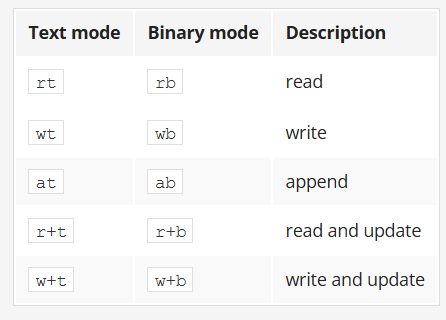 Text mode Binary mode Description
rt rb read
wt wb write
at ab append
r+t r+b read and update
w+t w+b write and update